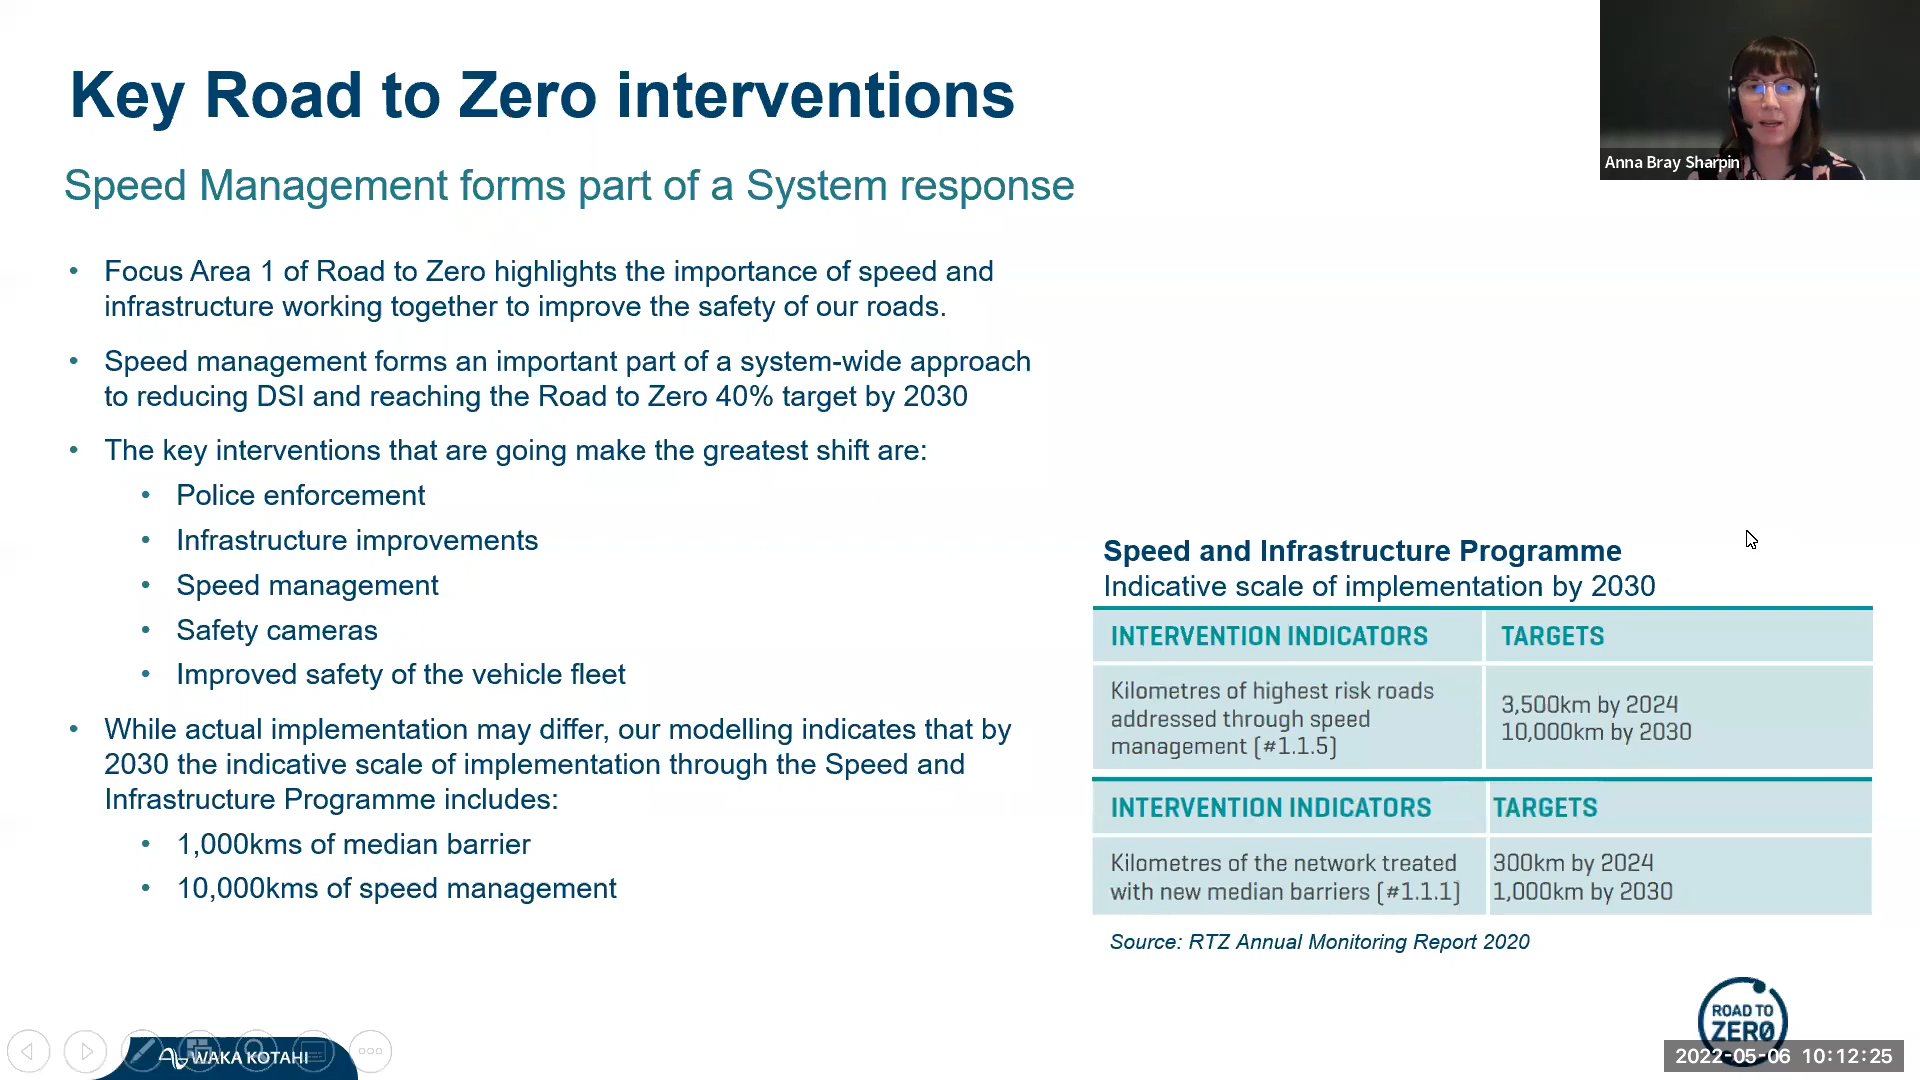 Key Road to Zero interventions
Speed Management forms part of a System response
Anna Bray Sharpin
• Focus Area 1 of Road to Zero highlights the importance of speed and
infrastructure working together to improve the safety of our roads.
• Speed management forms an important part of a system-wide approach
to reducing DSI and reaching the Road to Zero 40% target by 2030
• The key interventions that are going make the greatest shift are:
• Police enforcement
• Infrastructure improvements
• Speed management
• Safety cameras
• Improved safety of the vehicle fleet
• While actual implementation may differ, our modelling indicates that by
2030 the indicative scale of implementation through the Speed and
Infrastructure Programme includes:
• 1,000kms of median barrier
• 10,000kms of speed management
Speed and Infrastructure Programme
Indicative scale of implementation by 2030
INTERVENTION INDICATORS TARGETS
Kilometres of highest risk roads
addressed through speed
management (#1.1.5)
3,500km by 2024
10,000km by 2030
INTERVENTION INDICATORS TARGETS
Kilometres of the network treated
with new median barriers (#1.1.1)
300km by 2024
1,000km by 2030
Source: RTZ Annual Monitoring Report 2020
WAKA KOTAHI
ROAD TO
ZERO
2022-05-06 10:12:25